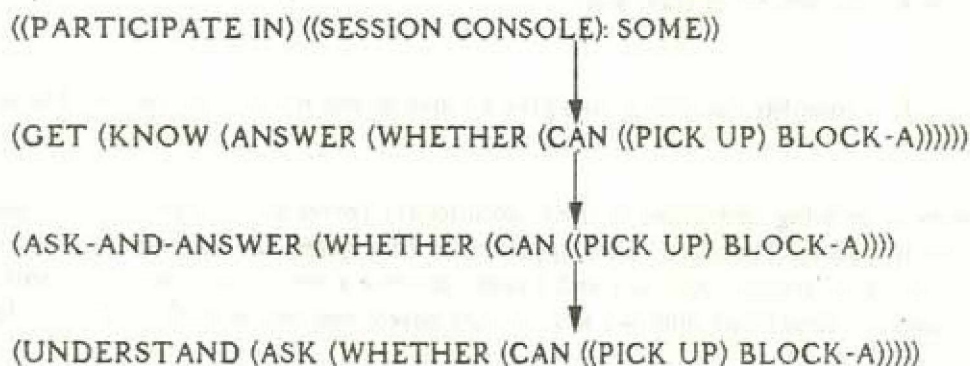 ((PARTICIPATE IN) ((SESSION CONSOLE): SOME))
(GET (KNOW (ANSWER (WHETHER (CAN ((PICK UP) BLOCK-A))))))
(ASK-AND-ANSWER (WHETHER (CAN ((PICK UP) BLOCK-A))))
(UNDERSTAND (ASK (WHETHER (CAN ((PICK UP) BLOCK-A)))))